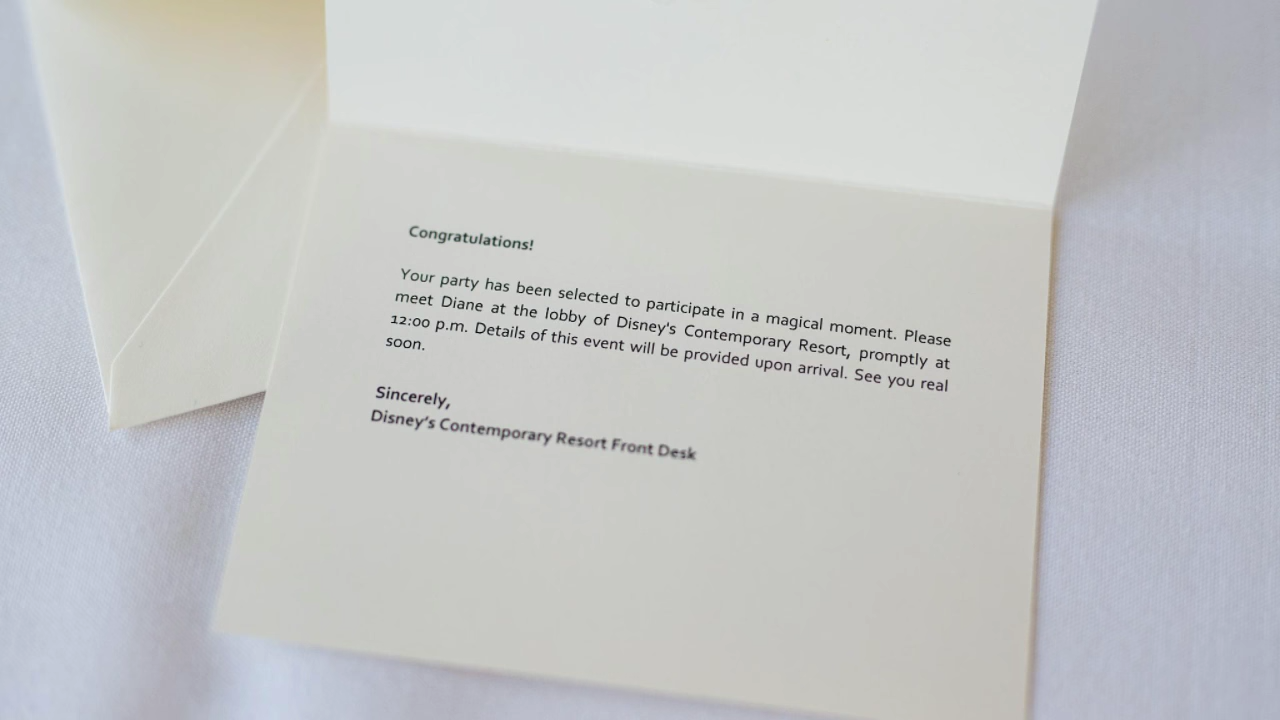 Congratulations!
Your party has been selected to participate in a magical moment. Please
meet Diane at the lobby of Disney's Contemporary Resort, promptly at
12:00 p.m. Details of this event will be provided upon arrival. See you real
soon.
Sincerely,
Disney's Contemporary Resort Front Desk